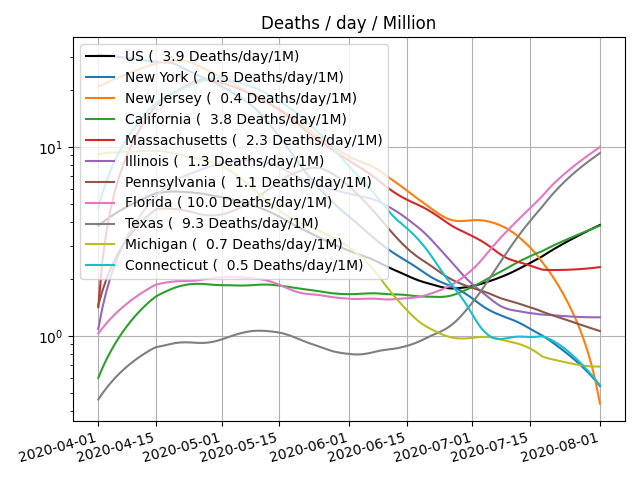 Deaths / day / Million
US (  3.9 Deaths/day/1M)
New York (  0.5 Deaths/day/1M)
New Jersey (  0.4 Deaths/day/1M)
California (  3.8 Deaths/day/1M)
Massachusetts (  2.3 Deaths/day/1M)
Illinois (  1.3 Deaths/day/1M)
Pennsylvania (  1.1 Deaths/day/1M)
Florida ( 10.0 Deaths/day/1M)
Texas (  9.3 Deaths/day/1M)
Michigan (  0.7 Deaths/day/1M)
Connecticut (  0.5 Deaths/day/1M)
10¹
10⁰
2020-04-01
2020-04-15
2020-05-01
2020-05-15
2020-06-01
2020-06-15
2020-07-01
2020-07-15
2020-08-01